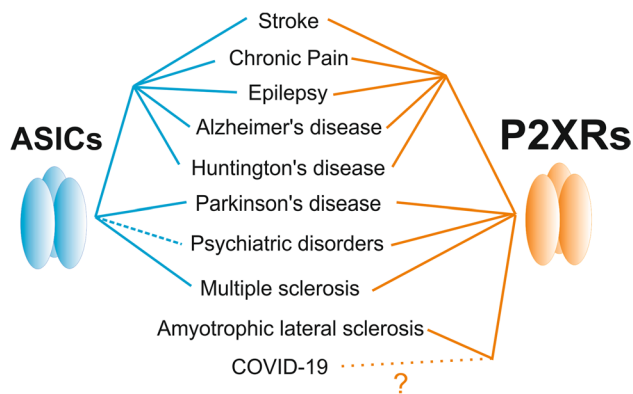 Stroke
Chronic Pain
Epilepsy
ASICs
Alzheimer's disease
P2XRs
Huntington's disease
Parkinson's disease
Psychiatric disorders
Multiple sclerosis
Amyotrophic lateral sclerosis
COVID-19
?